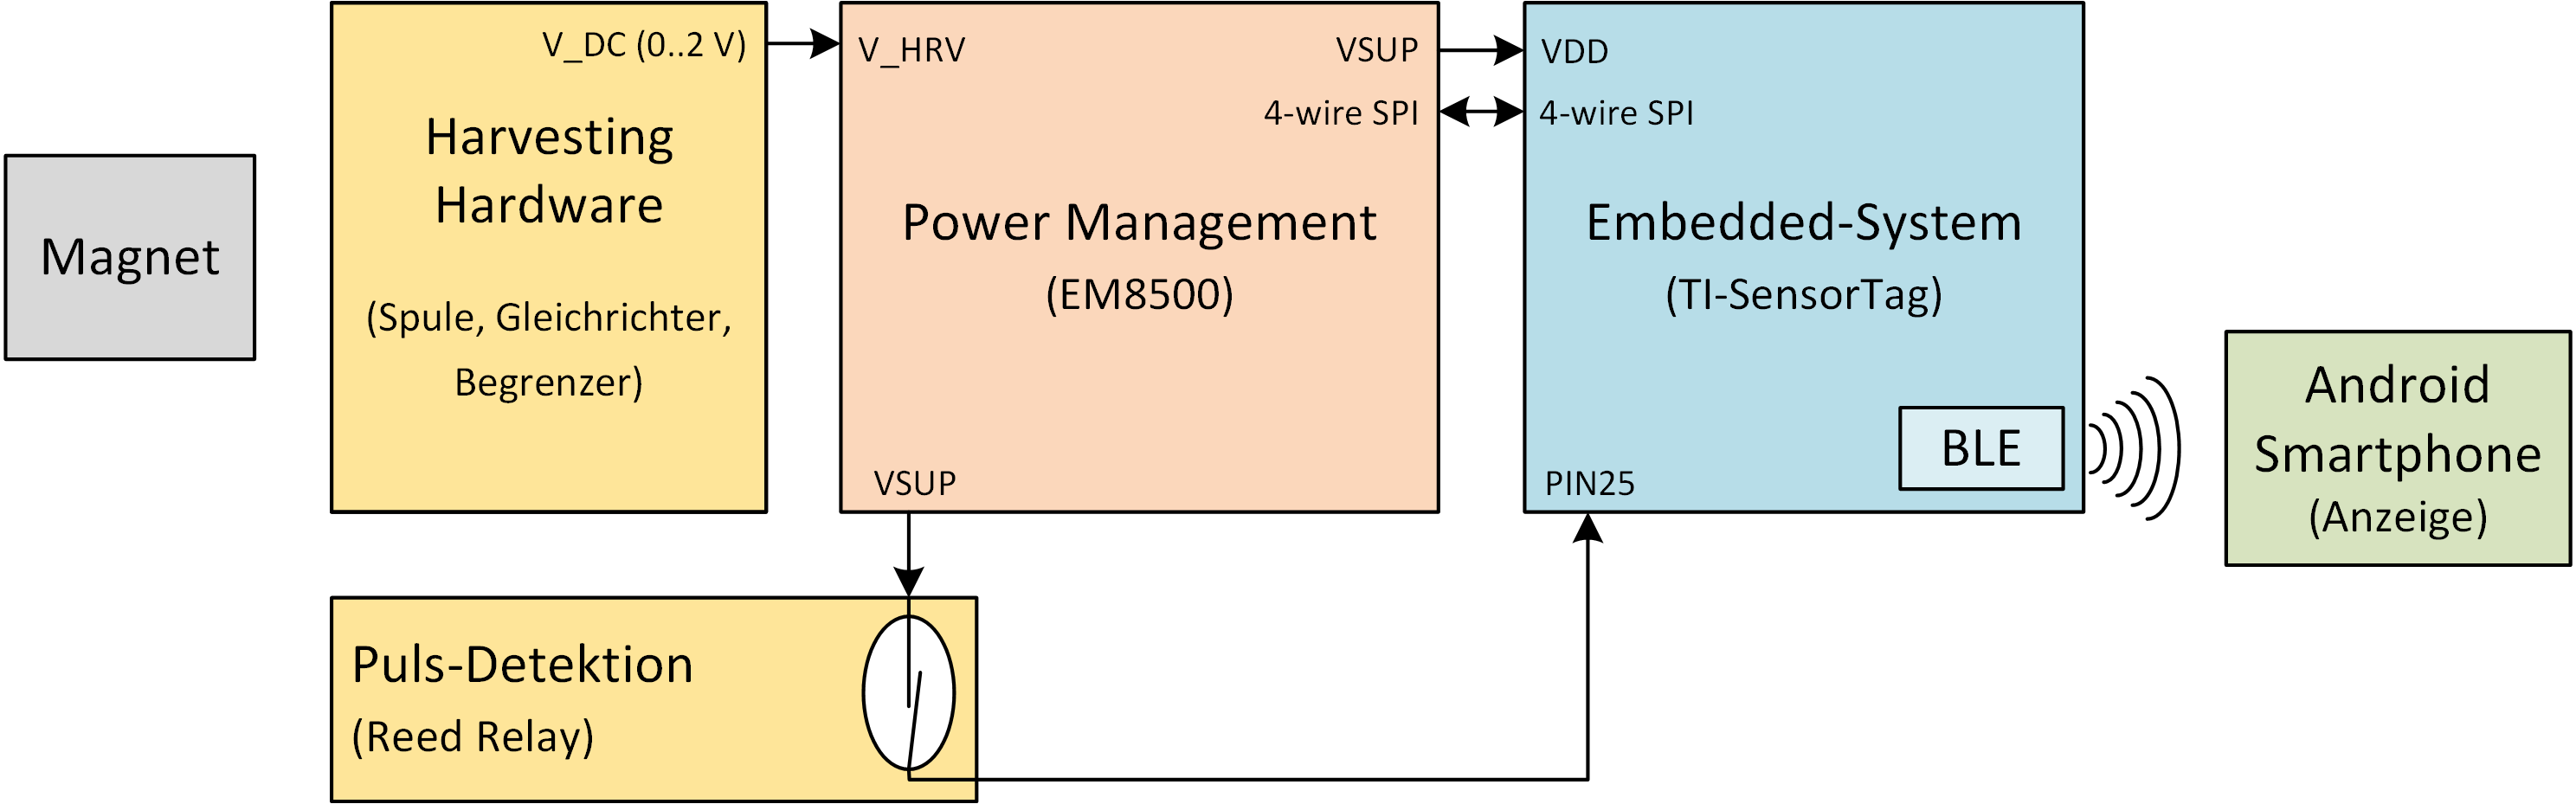 Magnet
V_DC (0..2 V)
Harvesting
Hardware
(Spule, Gleichrichter,
Begrenzer)
V_HRV
VSUP
4-wire SPI
Power Management
(EM8500)
VSUP
VDD
4-wire SPI
Embedded-System
(TI-SensorTag)
BLE
PIN25
Android
Smartphone
(Anzeige)
Puls-Detektion
(Reed Relay)